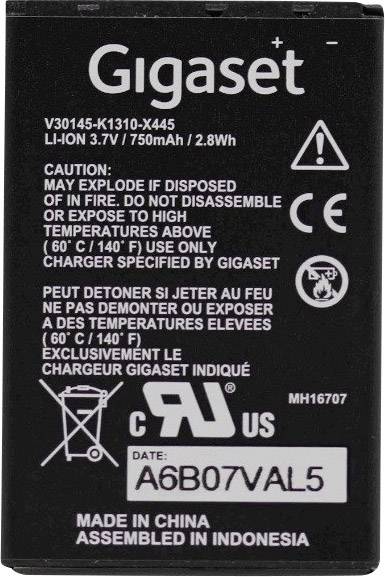 + −
Gigaset
V30145-K1310-X445
LI-ION 3.7V / 750mAh / 2.8Wh
CAUTION:
MAY EXPLODE IF DISPOSED
OF IN FIRE. DO NOT DISASSEMBLE
OR EXPOSE TO HIGH
TEMPERATURES ABOVE
( 60˚ C / 140˚ F) USE ONLY
CHARGER SPECIFIED BY GIGASET
CE
PEUT DETONER SI JETER AU FEU
NE PAS DEMONTER OU EXPOSER
A DES TEMPERATURES ELEVEES
( 60˚ C / 140˚ F)
EXCLUSIVEMENT LE
CHARGER GIGASET INDIQUÉ
MH16707
c RU ® US
DATE:
A6B07VAL5
MADE IN CHINA
ASSEMBLED IN INDONESIA